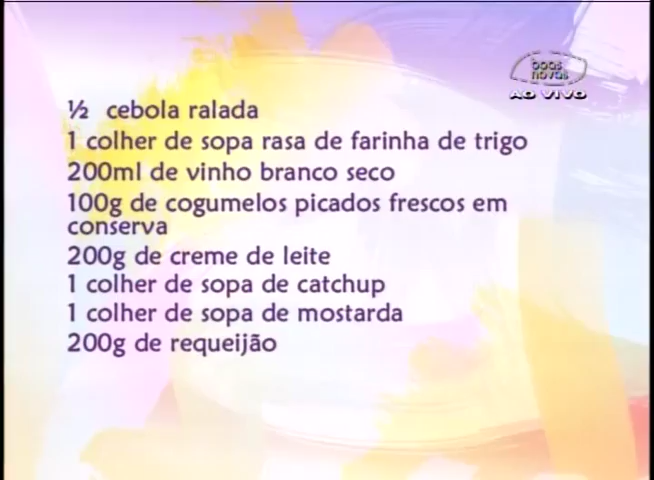 boas
novas
AO VIVO
½ cebola ralada
1 colher de sopa rasa de farinha de trigo
200ml de vinho branco seco
100g de cogumelos picados frescos em
conserva
200g de creme de leite
1 colher de sopa de catchup
1 colher de sopa de mostarda
200g de requeijão